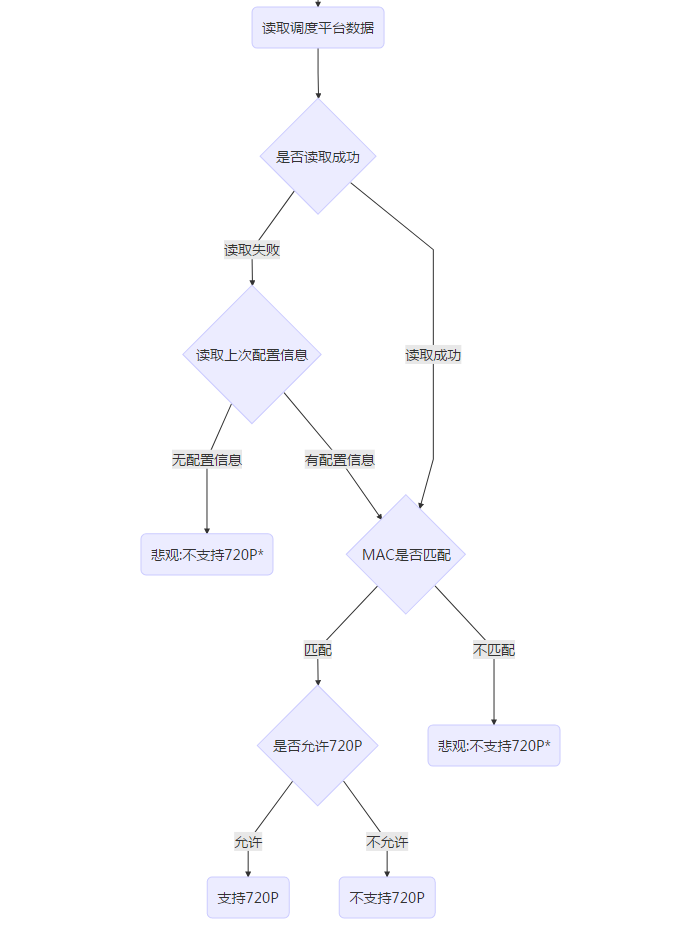 读取调度平台数据
是否读取成功
读取失败
读取上次配置信息
读取成功
无配置信息
有配置信息
悲观:不支持720P*
MAC是否匹配
匹配
不匹配
是否允许720P
悲观:不支持720P*
允许
不允许
支持720P
不支持720P